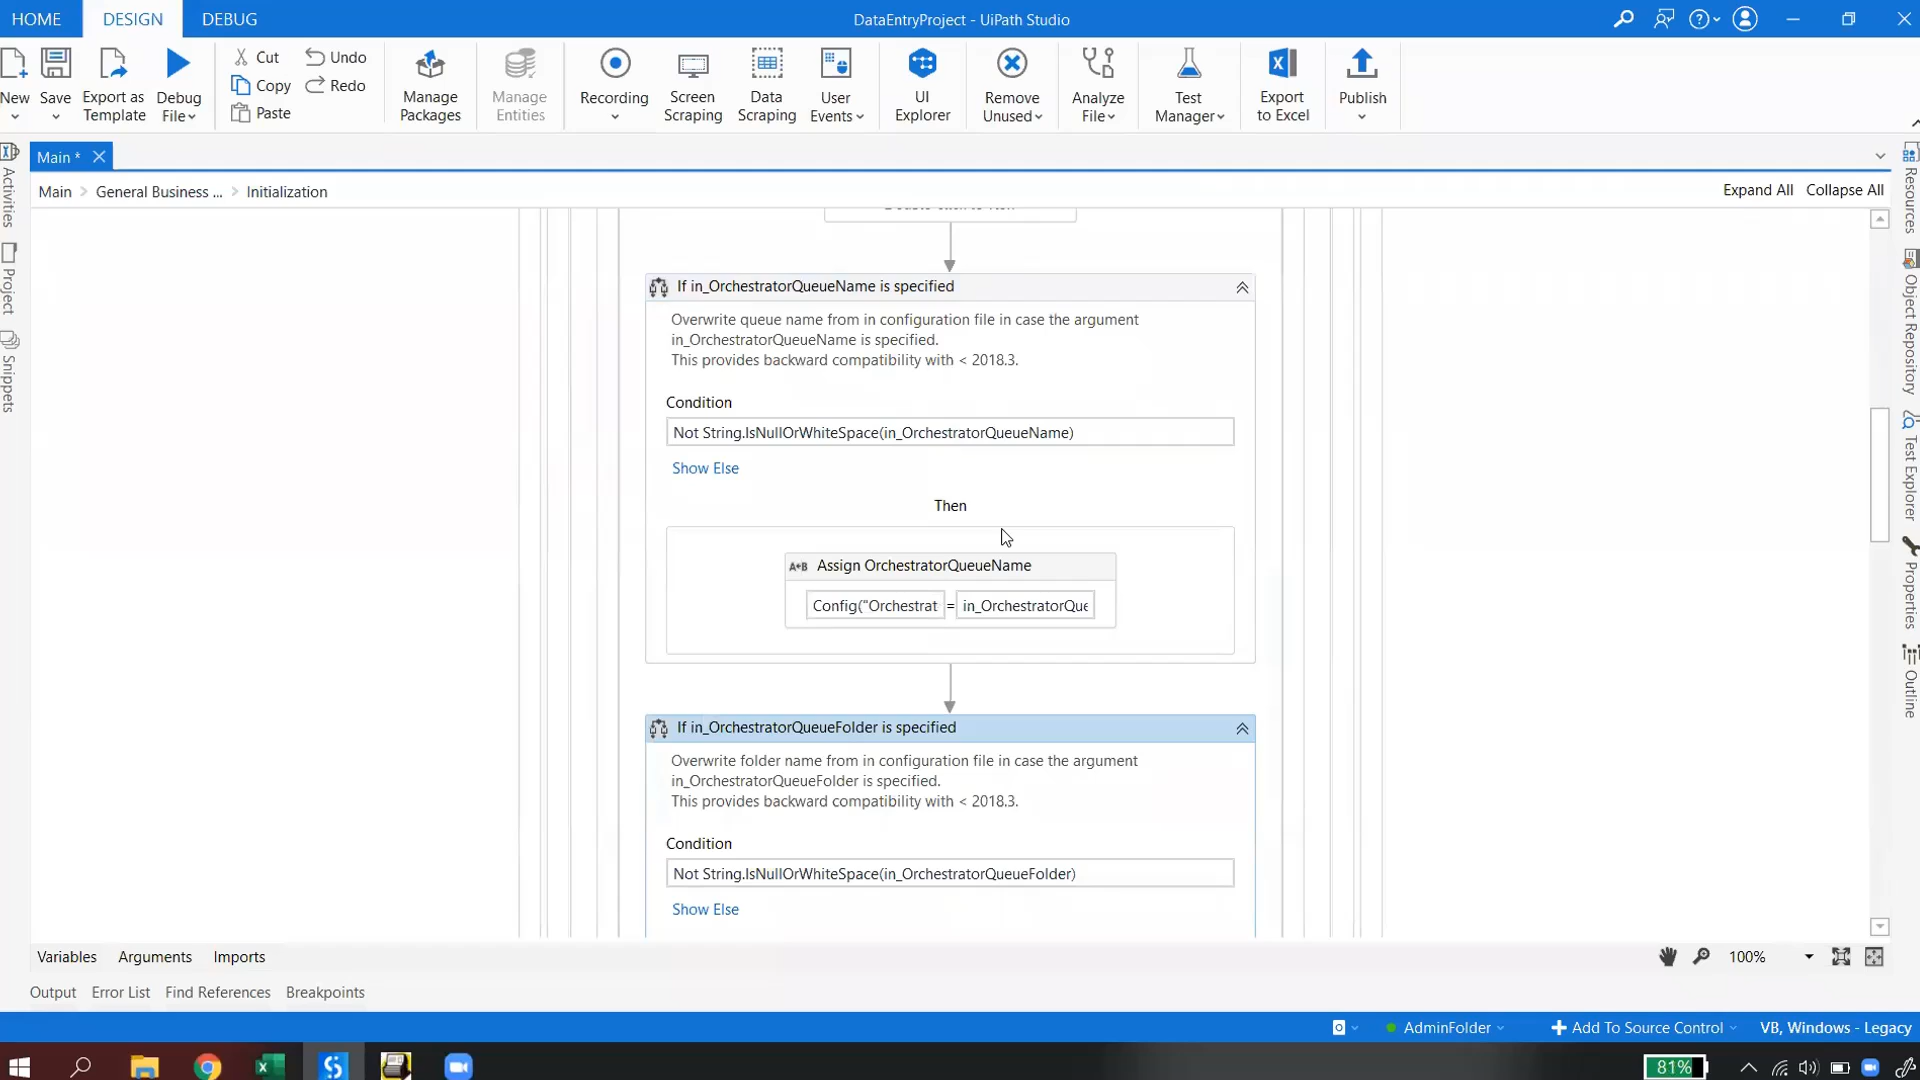 HOME DESIGN DEBUG DataEntryProject - UiPath Studio
New Save Export as Template Debug File Cut Copy Paste Undo Redo Manage Packages Manage Entities Recording Screen Scraping Data Scraping User Events UI Explorer Remove Unused Analyze File Test Manager Export to Excel Publish
Main *
Main > General Business ... > Initialization Expand All Collapse All
Activities
Project
Snippets
If in_OrchestratorQueueName is specified
Overwrite queue name from in configuration file in case the argument
in_OrchestratorQueueName is specified.
This provides backward compatibility with < 2018.3.
Condition
Not String.IsNullOrWhiteSpace(in_OrchestratorQueueName)
Show Else
Then
A+B Assign OrchestratorQueueName
Config("Orchestrat = in_OrchestratorQue
If in_OrchestratorQueueFolder is specified
Overwrite folder name from in configuration file in case the argument
in_OrchestratorQueueFolder is specified.
This provides backward compatibility with < 2018.3.
Condition
Not String.IsNullOrWhiteSpace(in_OrchestratorQueueFolder)
Show Else
Resources
Object Repository
Test Explorer
Properties
Outline
Variables Arguments Imports 100%
Output Error List Find References Breakpoints
AdminFolder Add To Source Control VB, Windows - Legacy
81%